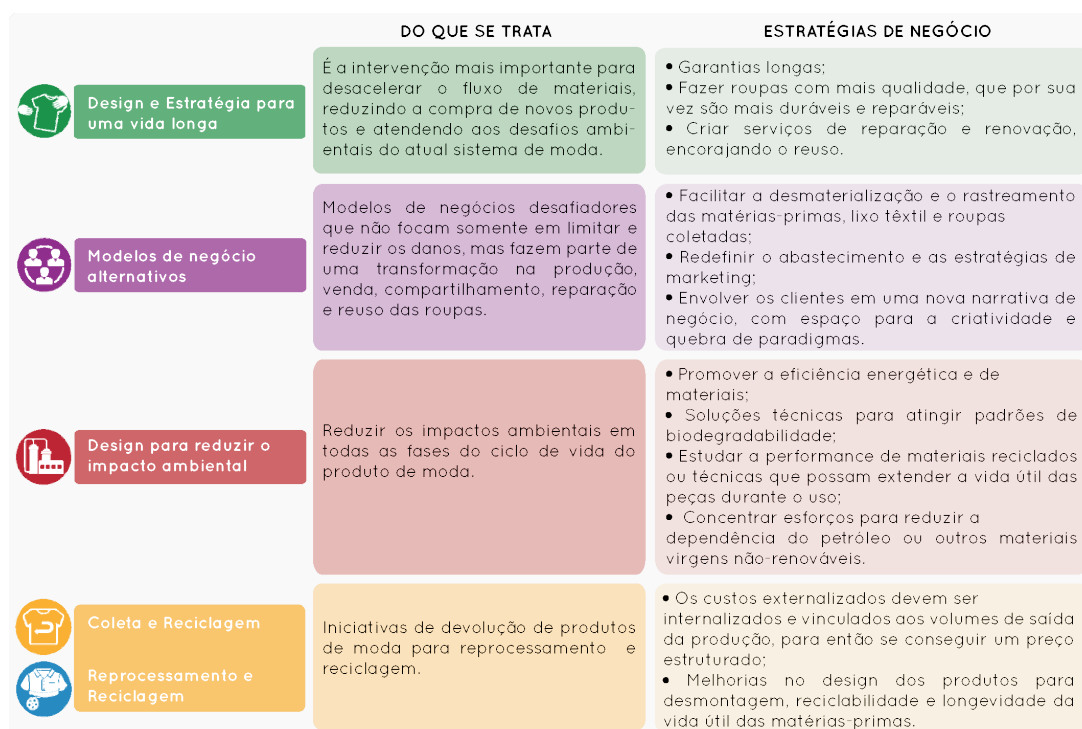 DO QUE SE TRATA
ESTRATÉGIAS DE NEGÓCIO
Design e Estratégia para
uma vida longa
É a intervenção mais importante para
desacelerar o fluxo de materiais,
reduzindo a compra de novos produ-
tos e atendendo aos desafios ambi-
entais do atual sistema de moda.
• Garantias longas;
• Fazer roupas com mais qualidade, que por sua
vez são mais duráveis e reparáveis;
• Criar serviços de reparação e renovação,
encorajando o reuso.
Modelos de negócio
alternativos
Modelos de negócios desafiadores
que não focam somente em limitar e
reduzir os danos, mas fazem parte de
uma transformação na produção,
venda, compartilhamento, reparação
e reuso das roupas.
• Facilitar a desmaterialização e o rastreamento
das matérias-primas, lixo têxtil e roupas
coletadas;
• Redefinir o abastecimento e as estratégias de
marketing;
• Envolver os clientes em uma nova narrativa de
negócio, com espaço para a criatividade e
quebra de paradigmas.
Design para reduzir o
impacto ambiental
Reduzir os impactos ambientais em
todas as fases do ciclo de vida do
produto de moda.
• Promover a eficiência energética e de
materiais;
• Soluções técnicas para atingir padrões de
biodegradabilidade;
• Estudar a performance de materiais reciclados
ou técnicas que possam extender a vida útil das
peças durante o uso;
• Concentrar esforços para reduzir a
dependência do petróleo ou outros materiais
virgens não-renováveis.
Coleta e Reciclagem
Reprocessamento e
Reciclagem
Iniciativas de devolução de produtos
de moda para reprocessamento e
reciclagem.
• Os custos externalizados devem ser
internalizados e vinculados aos volumes de saída
da produção, para então se conseguir um preço
estruturado;
• Melhorias no design dos produtos para
desmontagem, reciclabilidade e longevidade da
vida útil das matérias-primas.